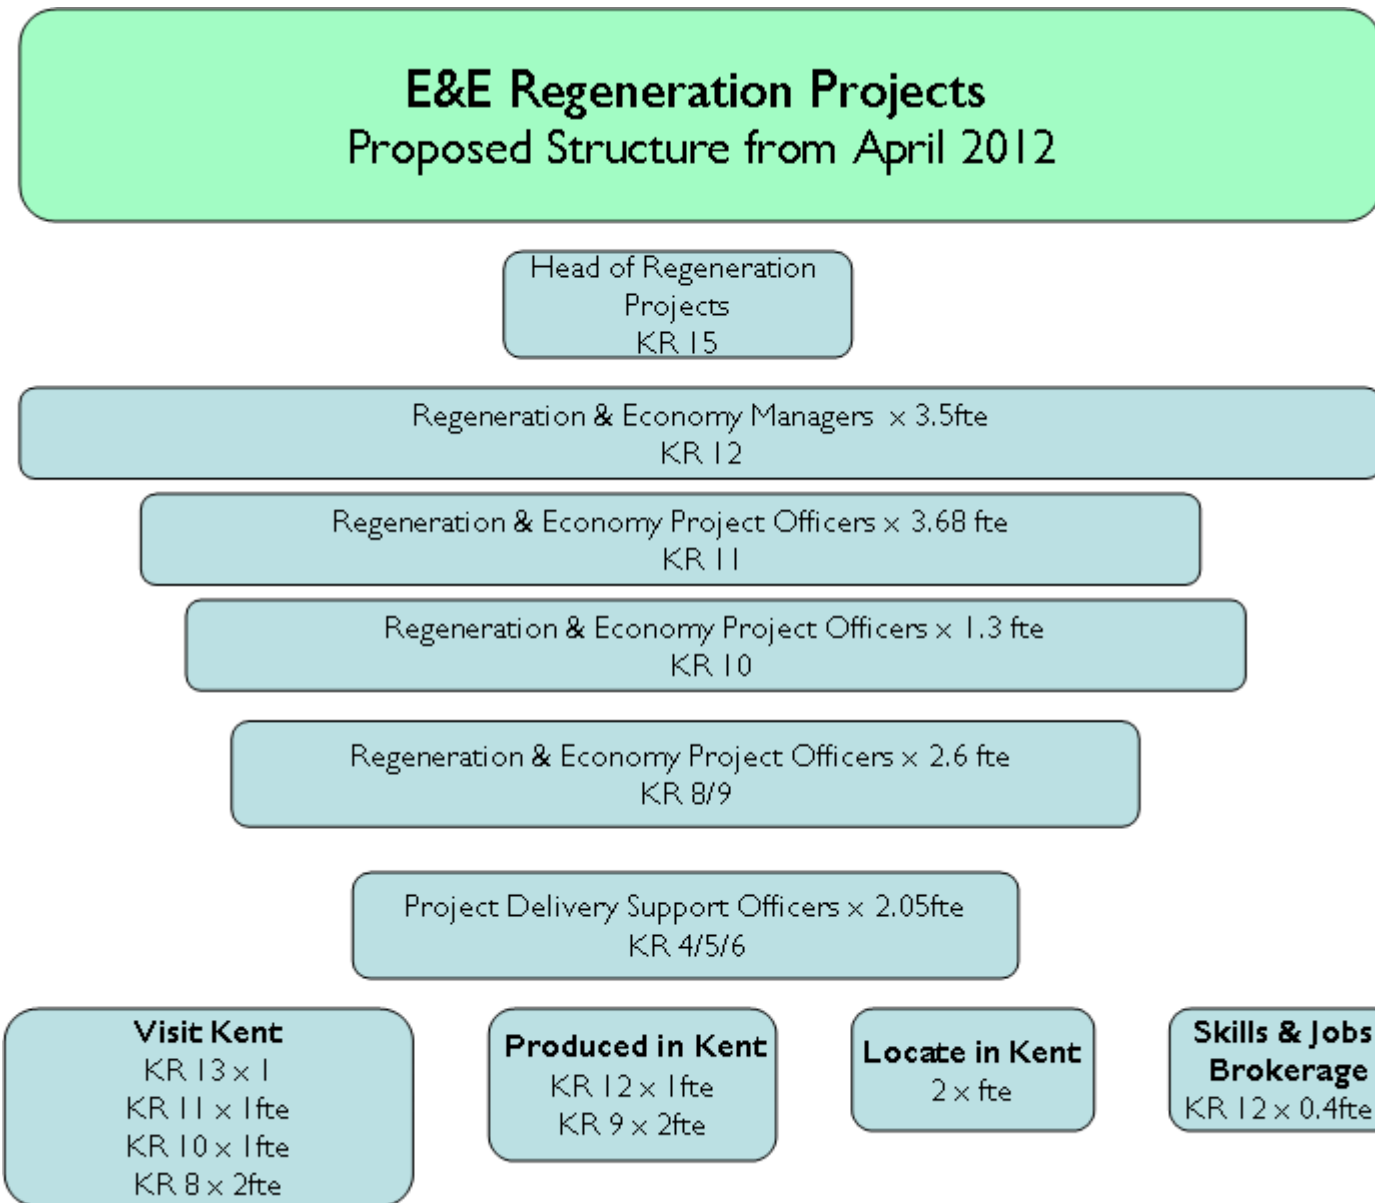 E&E Regeneration Projects
Proposed Structure from April 2012
Head of Regeneration
Projects
KR 15
Regeneration & Economy Managers x 3.5fte
KR 12
Regeneration & Economy Project Officers x 3.68 fte
KR 11
Regeneration & Economy Project Officers x 1.3 fte
KR 10
Regeneration & Economy Project Officers x 2.6 fte
KR 8/9
Project Delivery Support Officers x 2.05fte
KR 4/5/6
Visit Kent
KR 13 x 1
KR 11 x 1fte
KR 10 x 1fte
KR 8 x 2fte
Produced in Kent
KR 12 x 1fte
KR 9 x 2fte
Locate in Kent
2 x fte
Skills & Jobs
Brokerage
KR 12 x 0.4fte